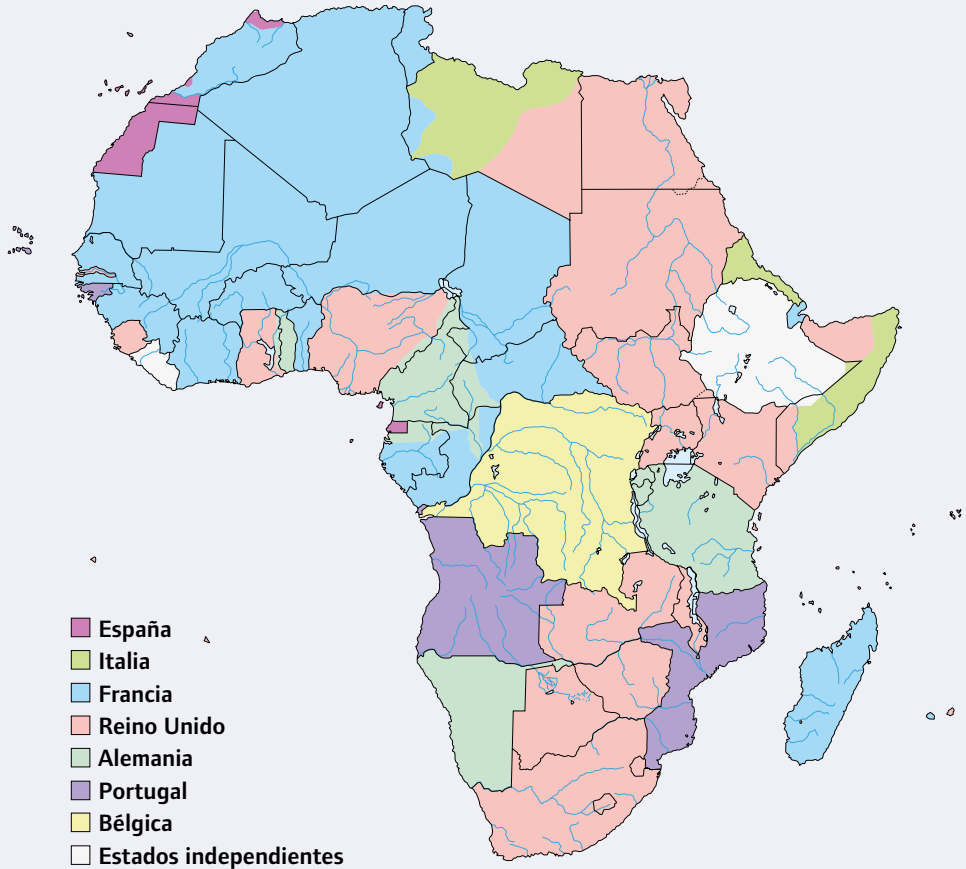 España
Italia
Francia
Reino Unido
Alemania
Portugal
Bélgica
Estados independientes